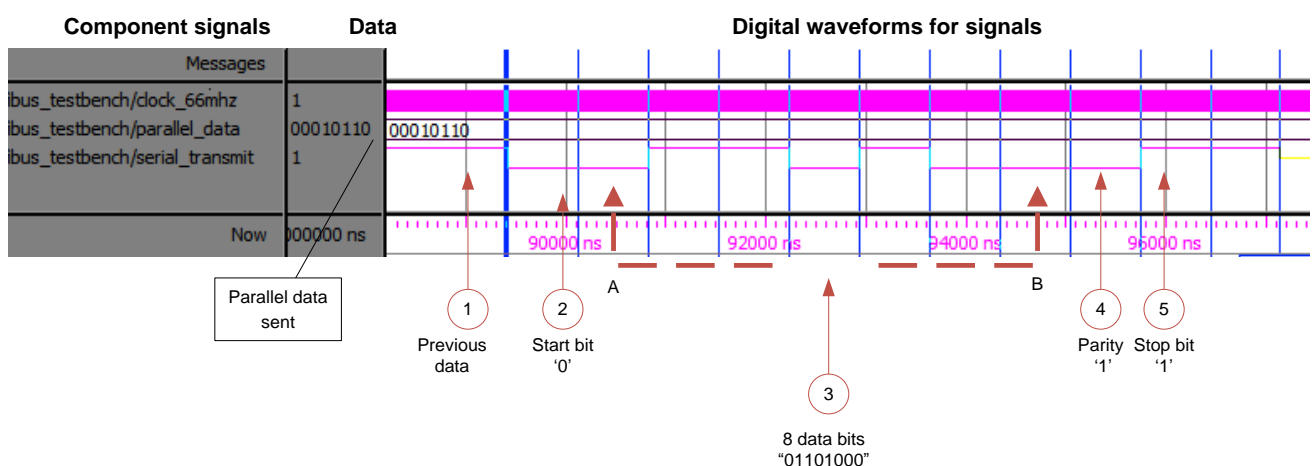 Component signals Data Digital waveforms for signals
Messages
ibus_testbench/clock_66mhz 1
ibus_testbench/parallel_data 00010110 00010110
ibus_testbench/serial_transmit 1
Now 000000 ns 90000 ns 92000 ns 94000 ns 96000 ns
Parallel data
sent
A B
1 2 3 4 5
Previous
data
Start bit
‘0’
Parity
‘1’
Stop bit
‘1’
8 data bits
“01101000”